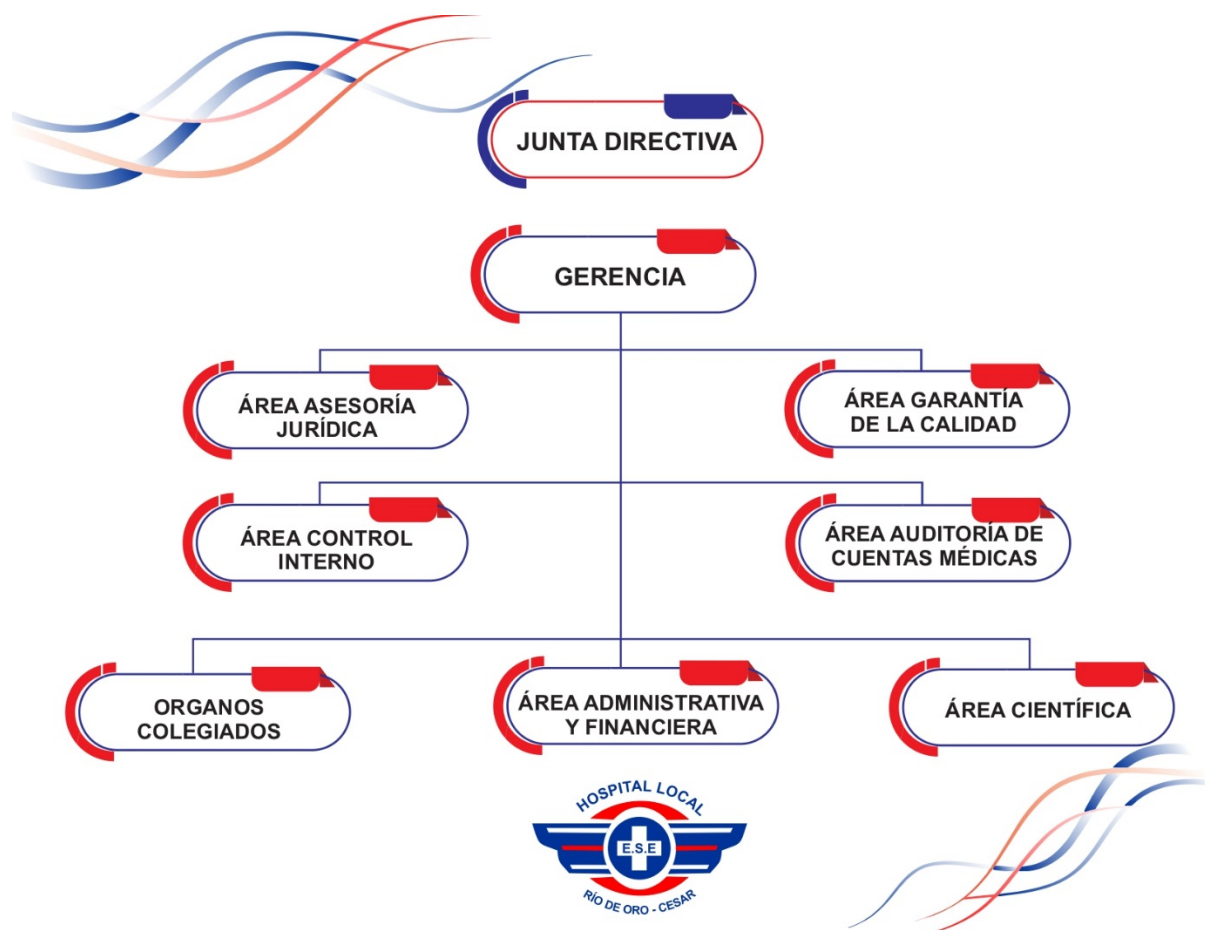 JUNTA DIRECTIVA
GERENCIA
ÁREA ASESORÍA
JURÍDICA
ÁREA GARANTÍA
DE LA CALIDAD
ÁREA CONTROL
INTERNO
ÁREA AUDITORÍA DE
CUENTAS MÉDICAS
ORGANOS
COLEGIADOS
ÁREA ADMINISTRATIVA
Y FINANCIERA
ÁREA CIENTÍFICA
HOSPITAL LOCAL
E.S.E
RÍO DE ORO - CESAR